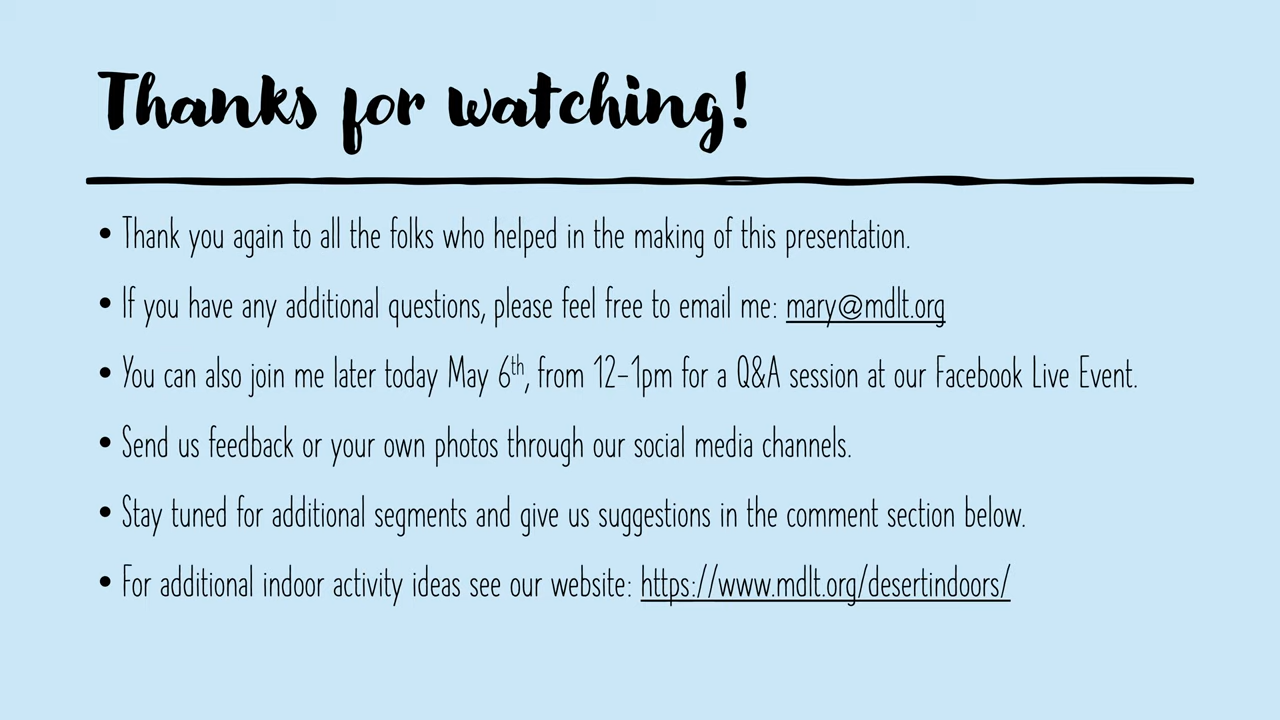 Thanks for watching!
• Thank you again to all the folks who helped in the making of this presentation.
• If you have any additional questions, please feel free to email me: mary@mdlt.org
• You can also join me later today May 6th, from 12-1pm for a Q&A session at our Facebook Live Event.
• Send us feedback or your own photos through our social media channels.
• Stay tuned for additional segments and give us suggestions in the comment section below.
• For additional indoor activity ideas see our website: https://www.mdlt.org/desertindoors/